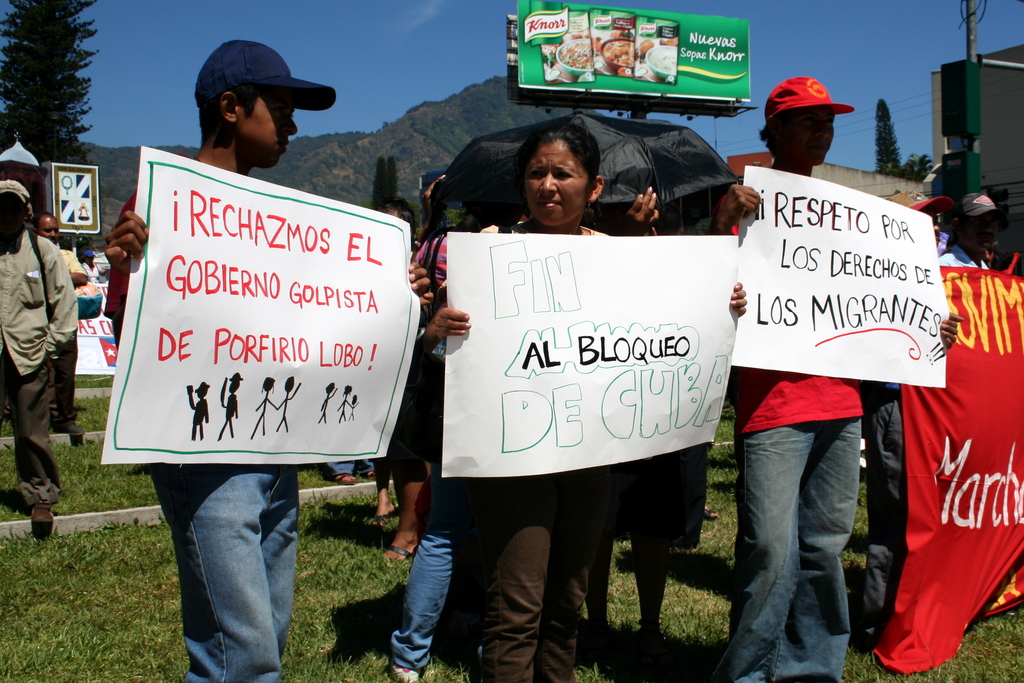 Knorr
Nuevas
Sopas Knorr
¡RECHAZMOS EL
GOBIERNO GOLPISTA
DE PORFIRIO LOBO!
FIN
AL BLOQUEO
DE CUBA
¡¡RESPETO POR
LOS DERECHOS DE
LOS MIGRANTES!!